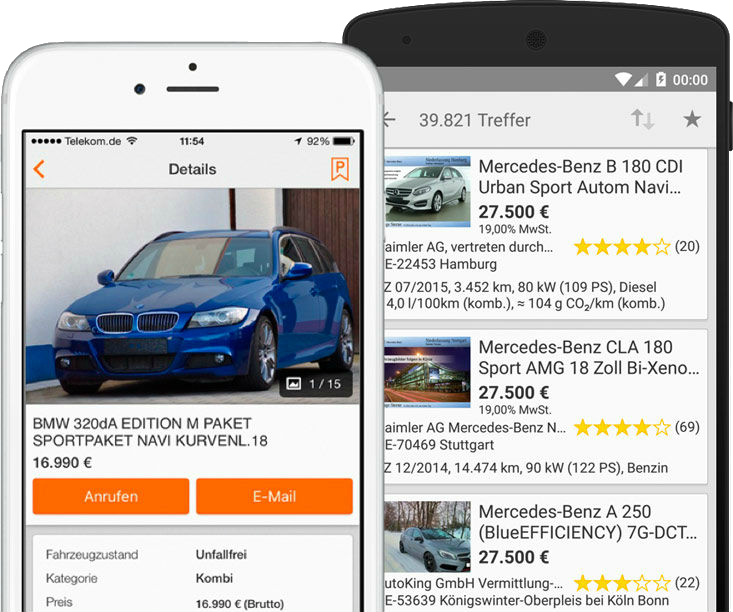 Telekom.de 11:54 92%
Details
P
1 / 15
BMW 320dA EDITION M PAKET
SPORTPAKET NAVI KURVENL.18
16.990 €
Anrufen E-Mail
Fahrzeugzustand Unfallfrei
Kategorie Kombi
Preis 16.990 € (Brutto)
00:00
39.821 Treffer
Mercedes-Benz B 180 CDI
Urban Sport Autom Navi...
27.500 €
19,00% MwSt.
aimler AG, vertreten durch... (20)
E-22453 Hamburg
Z 07/2015, 3.452 km, 80 kW (109 PS), Diesel
4,0 l/100km (komb.), ≈ 104 g CO₂/km (komb.)
Mercedes-Benz CLA 180
Sport AMG 18 Zoll Bi-Xeno...
27.500 €
19,00% MwSt.
aimler AG Mercedes-Benz N... (69)
E-70469 Stuttgart
Z 12/2014, 14.474 km, 90 kW (122 PS), Benzin
Mercedes-Benz A 250
(BlueEFFICIENCY) 7G-DCT...
27.500 €
utoKing GmbH Vermittlung-... (22)
E-53639 Königswinter-Oberpleis bei Köln Bonn